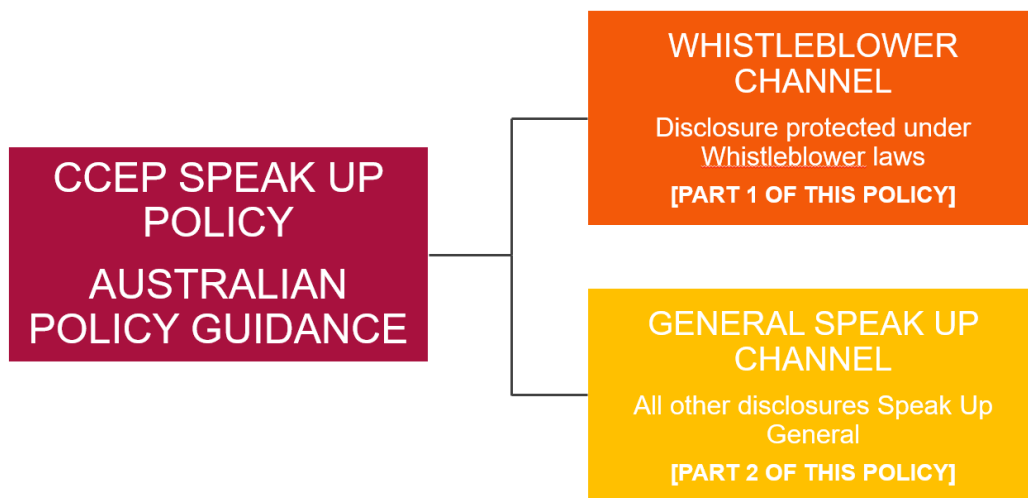 CCEP SPEAK UP
POLICY
AUSTRALIAN
POLICY GUIDANCE
WHISTLEBLOWER
CHANNEL
Disclosure protected under
Whistleblower laws
[PART 1 OF THIS POLICY]
GENERAL SPEAK UP
CHANNEL
All other disclosures Speak Up
General
[PART 2 OF THIS POLICY]